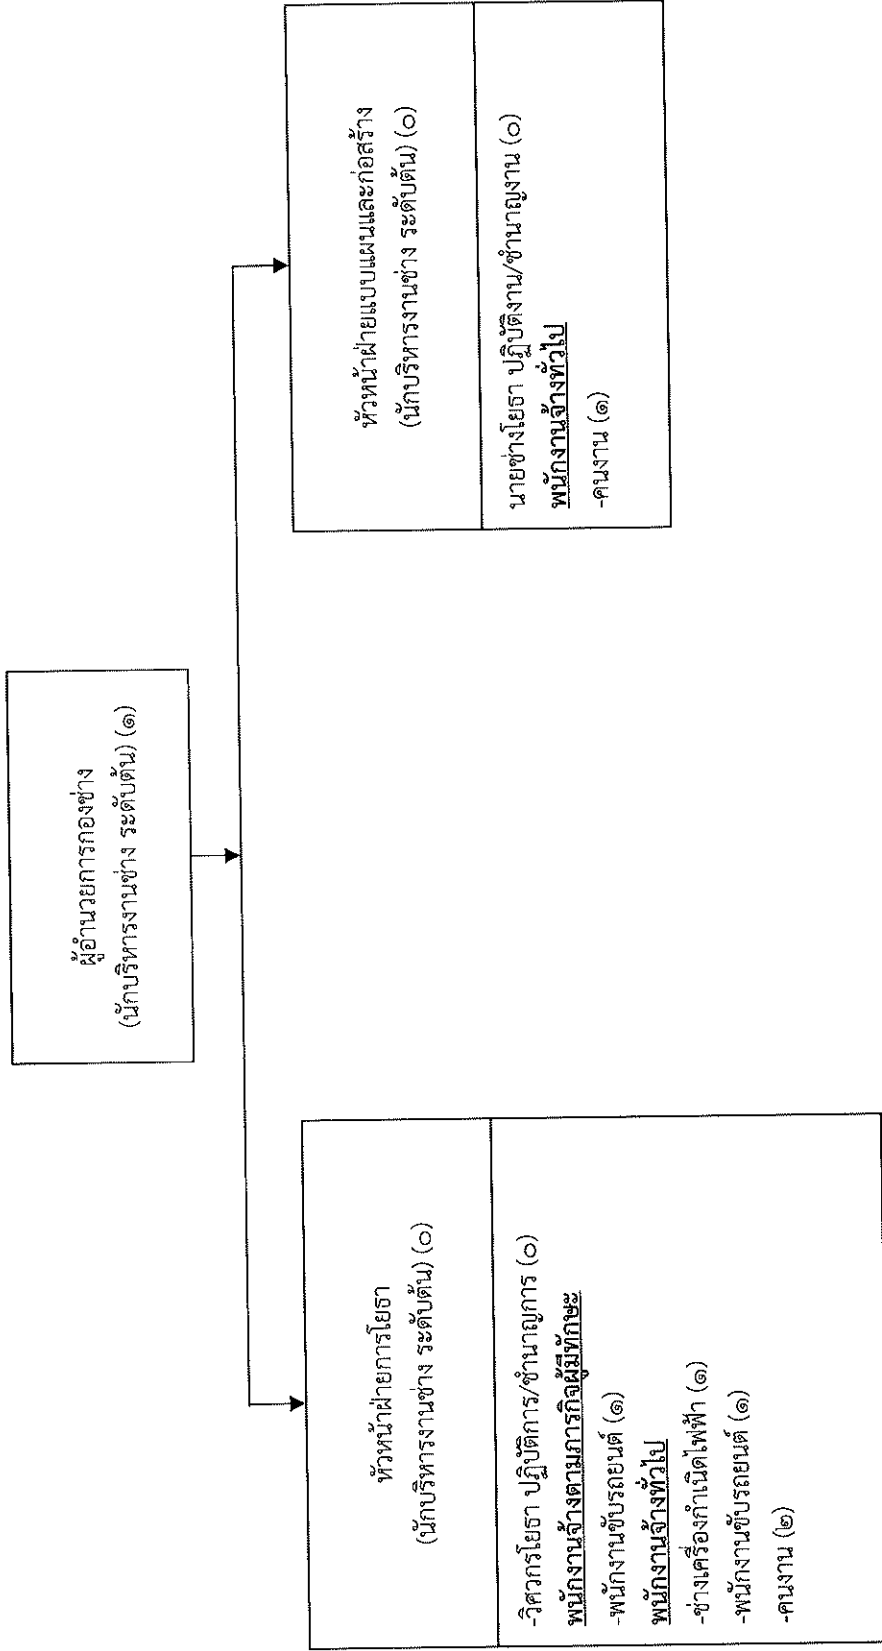 ผู้อำนวยการกองช่าง
(นักบริหารงานช่าง ระดับต้น) (๑)
หัวหน้าฝ่ายการโยธา
(นักบริหารงานช่าง ระดับต้น) (๐)
-วิศวกรโยธา ปฏิบัติการ/ชำนาญการ (๐)
พนักงานจ้างตามภารกิจผู้มีทักษะ
-พนักงานขับรถยนต์ (๑)
พนักงานจ้างทั่วไป
-ช่างเครื่องกำเนิดไฟฟ้า (๑)
-พนักงานขับรถยนต์ (๑)
-คนงาน (๒)
หัวหน้าฝ่ายแบบแผนและก่อสร้าง
(นักบริหารงานช่าง ระดับต้น) (๐)
นายช่างโยธา ปฏิบัติงาน/ชำนาญงาน (๐)
พนักงานจ้างทั่วไป
-คนงาน (๑)